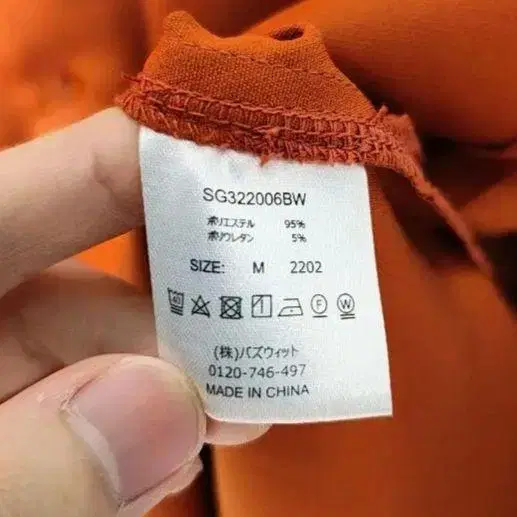 SG322006BW
ポリエステル 95%
ポリウレタン 5%
SIZE: M 2202
40 F W
(株)バズウィット
0120-746-497
MADE IN CHINA